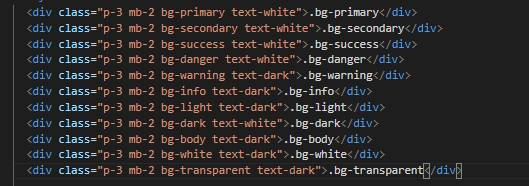 <div class="p-3 mb-2 bg-primary text-white">.bg-primary</div>
<div class="p-3 mb-2 bg-secondary text-white">.bg-secondary</div>
<div class="p-3 mb-2 bg-success text-white">.bg-success</div>
<div class="p-3 mb-2 bg-danger text-white">.bg-danger</div>
<div class="p-3 mb-2 bg-warning text-dark">.bg-warning</div>
<div class="p-3 mb-2 bg-info text-dark">.bg-info</div>
<div class="p-3 mb-2 bg-light text-dark">.bg-light</div>
<div class="p-3 mb-2 bg-dark text-white">.bg-dark</div>
<div class="p-3 mb-2 bg-body text-dark">.bg-body</div>
<div class="p-3 mb-2 bg-white text-dark">.bg-white</div>
<div class="p-3 mb-2 bg-transparent text-dark">.bg-transparent</div>